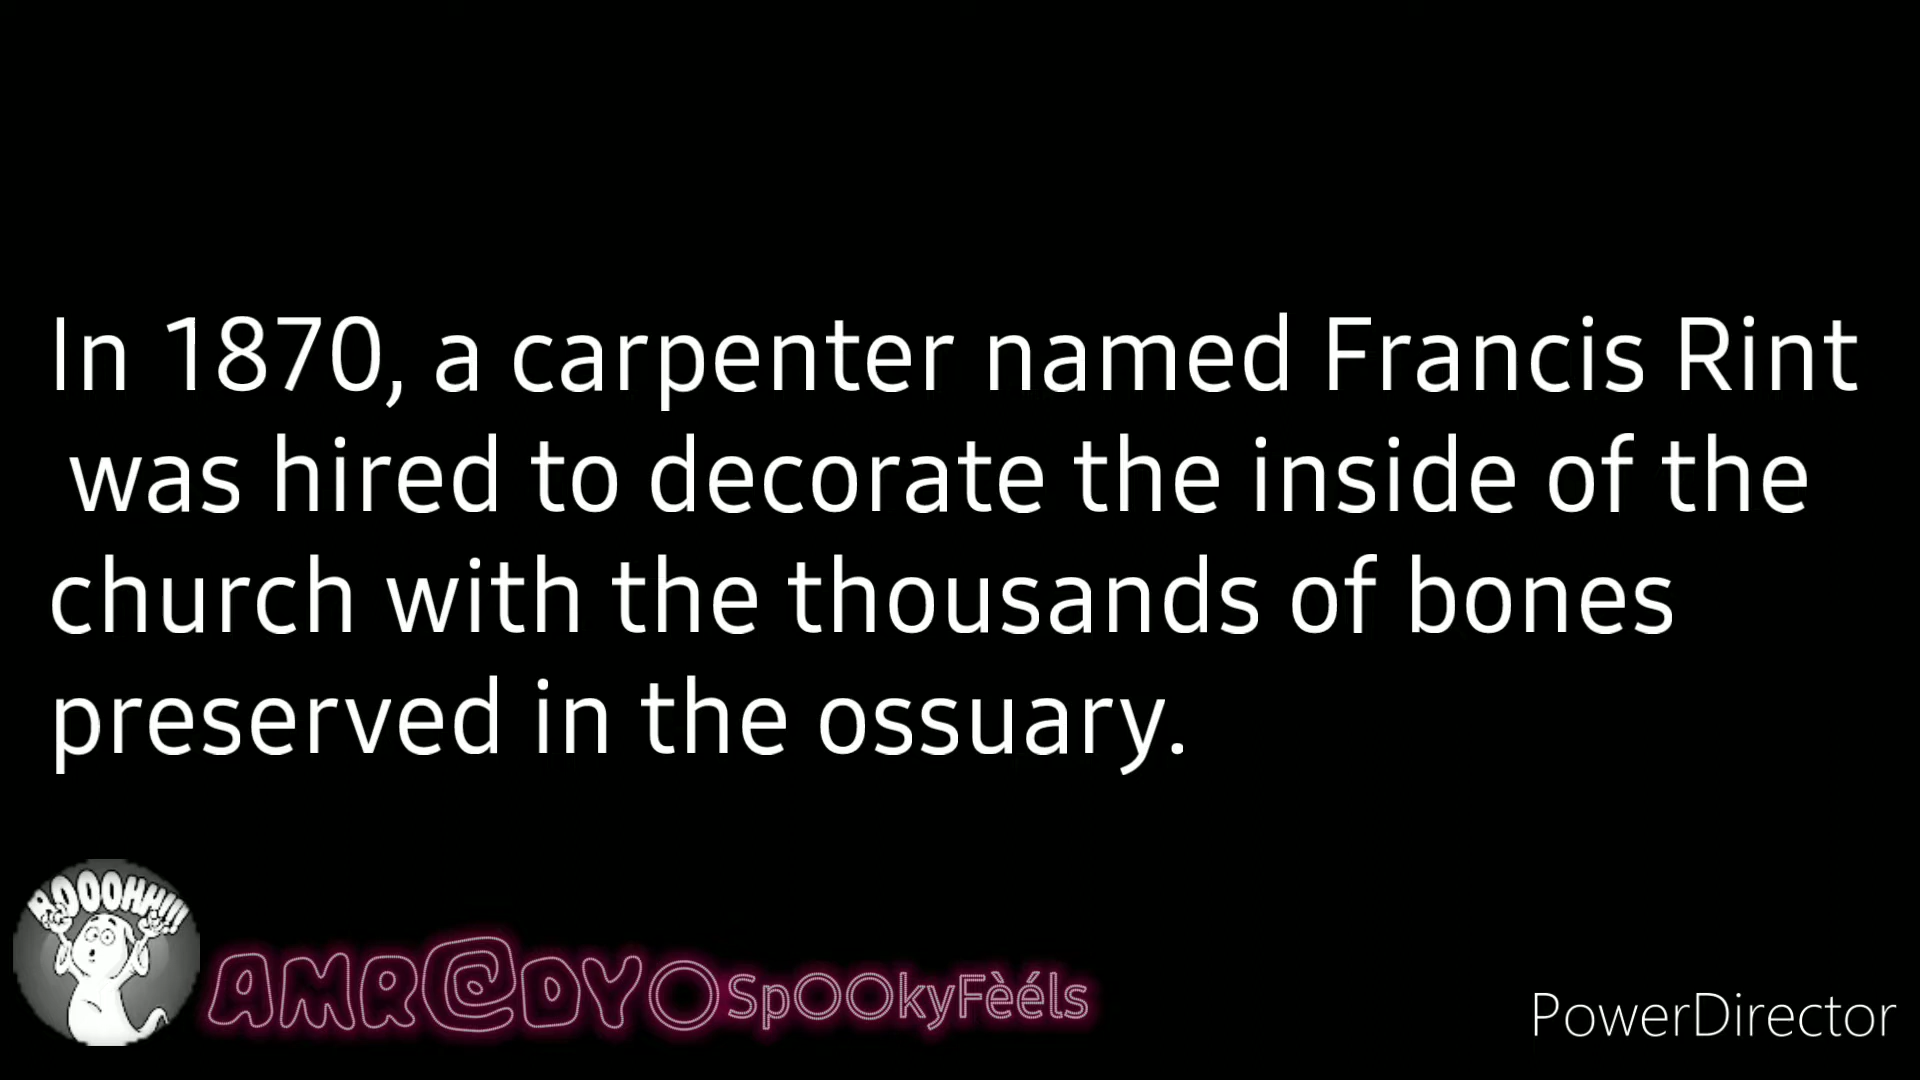 In 1870, a carpenter named Francis Rint
was hired to decorate the inside of the
church with the thousands of bones
preserved in the ossuary.
BOOOHH!!!
AMR@DYOSpOOkyFèéls
PowerDirector